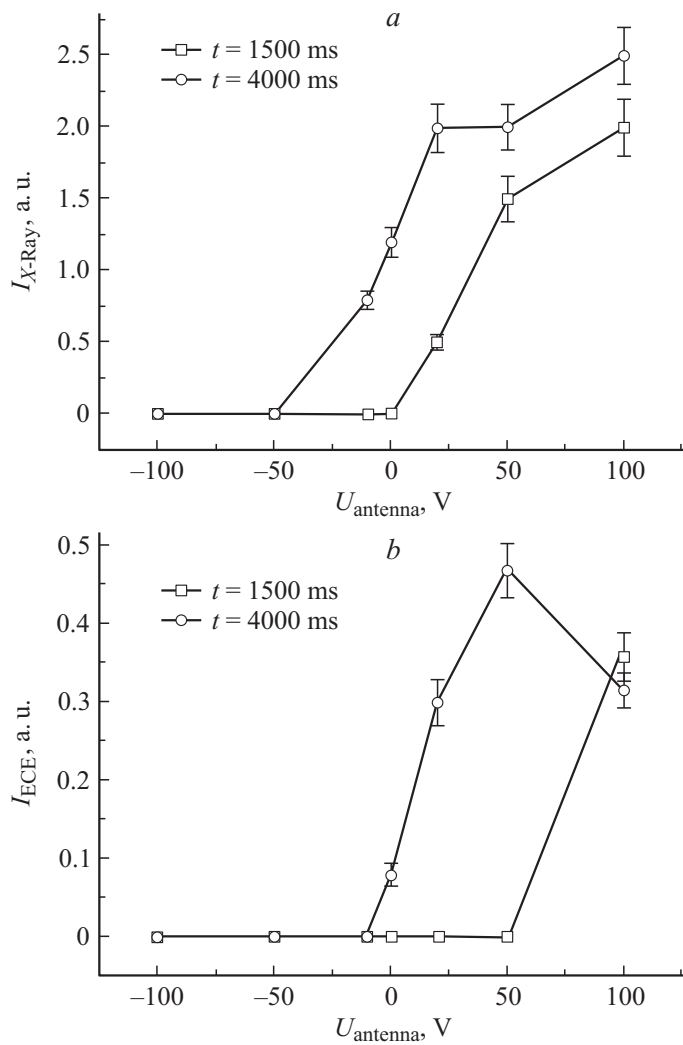 a
t = 1500 ms
t = 4000 ms
2.5
2.0
1.5
1.0
0.5
0
I_X-Ray, a. u.
–100 –50 0 50 100
U_antenna, V
b
t = 1500 ms
t = 4000 ms
0.5
0.4
0.3
0.2
0.1
0
I_ECE, a. u.
–100 –50 0 50 100
U_antenna, V